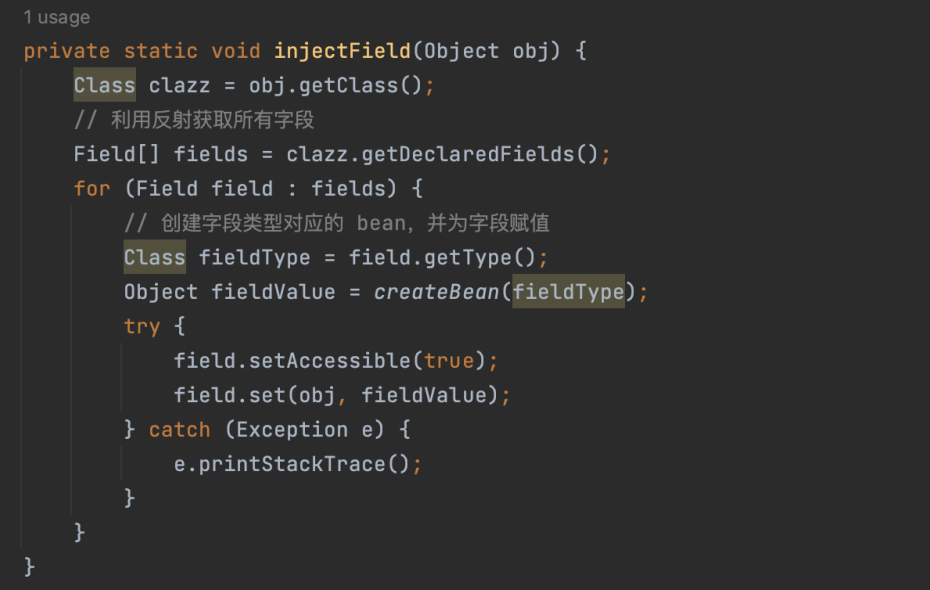 1 usage
private static void injectField(Object obj) {
    Class clazz = obj.getClass();
    // 利用反射获取所有字段
    Field[] fields = clazz.getDeclaredFields();
    for (Field field : fields) {
        // 创建字段类型对应的 bean，并为字段赋值
        Class fieldType = field.getType();
        Object fieldValue = createBean(fieldType);
        try {
            field.setAccessible(true);
            field.set(obj, fieldValue);
        } catch (Exception e) {
            e.printStackTrace();
        }
    }
}